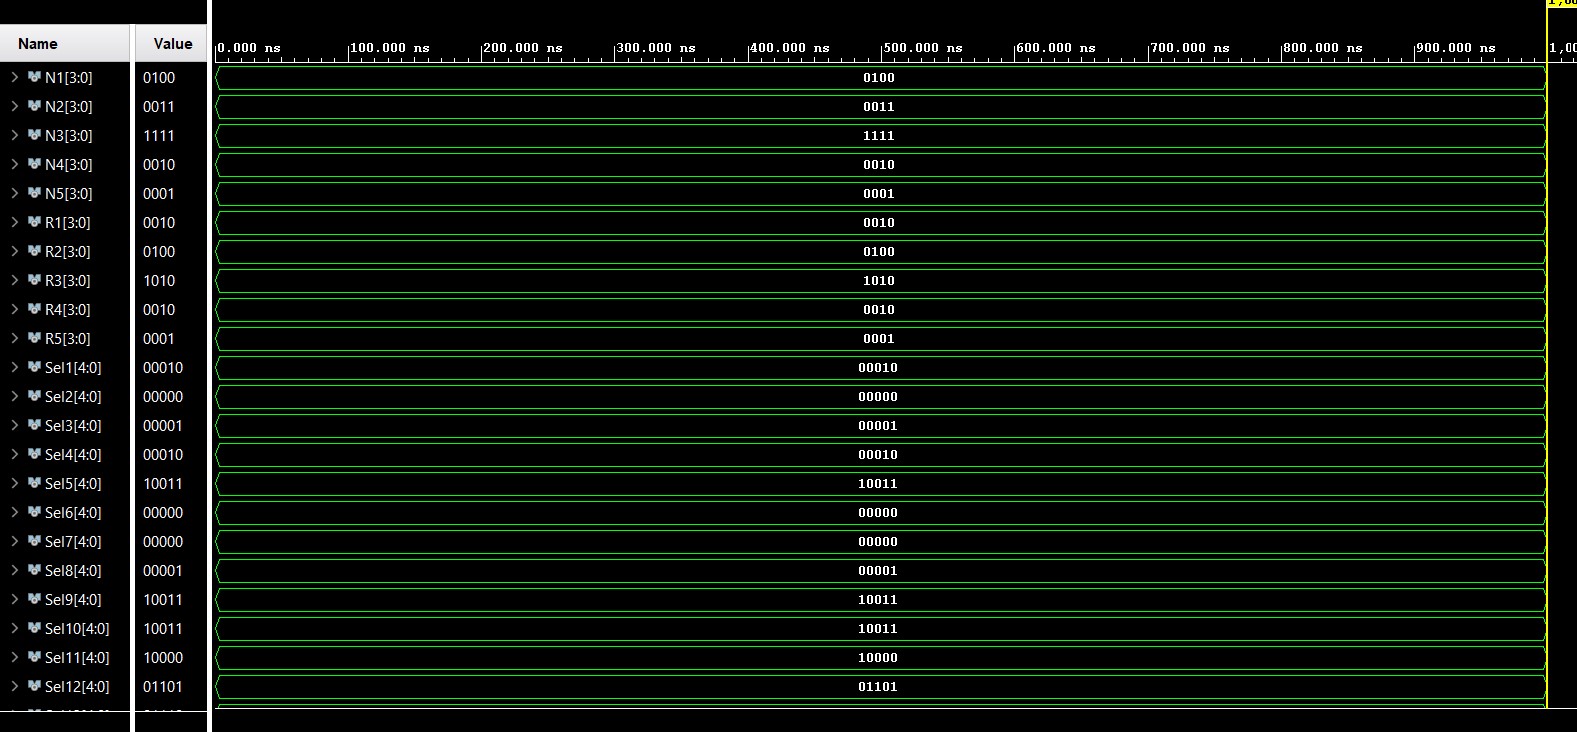 1,00
Name Value 0.000 ns 100.000 ns 200.000 ns 300.000 ns 400.000 ns 500.000 ns 600.000 ns 700.000 ns 800.000 ns 900.000 ns 1,00
N1[3:0] 0100 0100
N2[3:0] 0011 0011
N3[3:0] 1111 1111
N4[3:0] 0010 0010
N5[3:0] 0001 0001
R1[3:0] 0010 0010
R2[3:0] 0100 0100
R3[3:0] 1010 1010
R4[3:0] 0010 0010
R5[3:0] 0001 0001
Sel1[4:0] 00010 00010
Sel2[4:0] 00000 00000
Sel3[4:0] 00001 00001
Sel4[4:0] 00010 00010
Sel5[4:0] 10011 10011
Sel6[4:0] 00000 00000
Sel7[4:0] 00000 00000
Sel8[4:0] 00001 00001
Sel9[4:0] 10011 10011
Sel10[4:0] 10011 10011
Sel11[4:0] 10000 10000
Sel12[4:0] 01101 01101